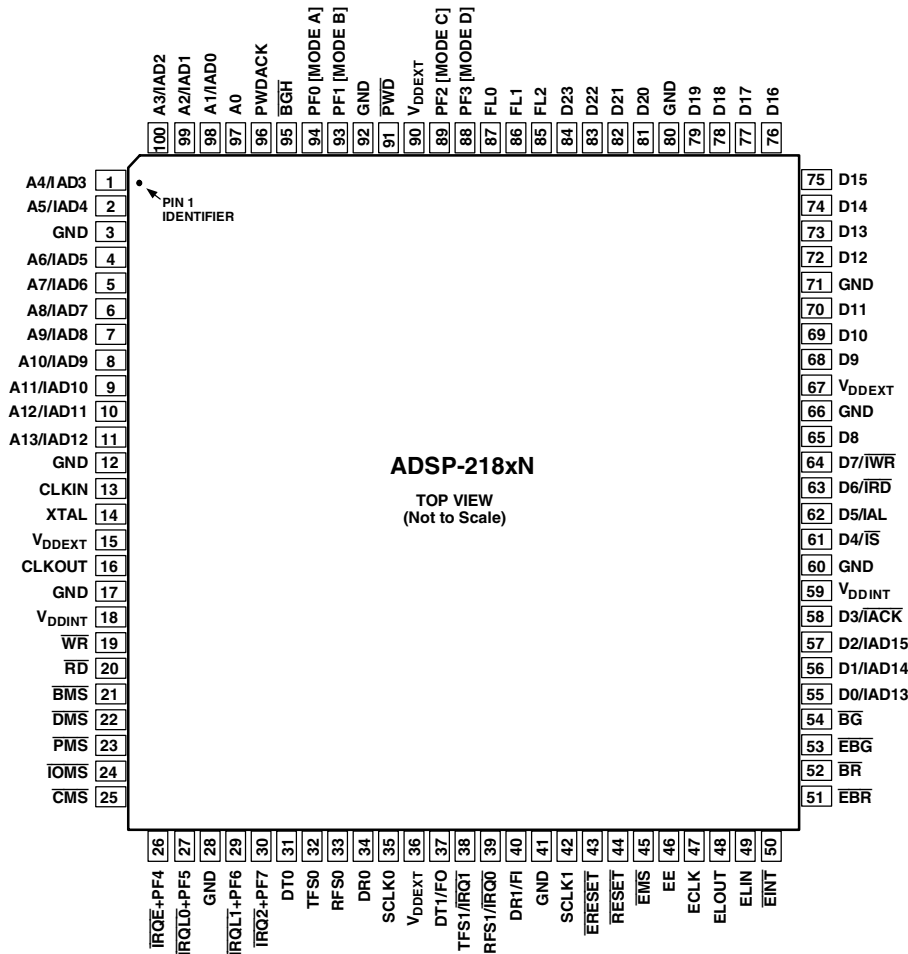 A3/IAD2
A2/IAD1
A1/IAD0
A0
PWDACK
BGH
PF0 [MODE A]
PF1 [MODE B]
GND
PWD
VDDEXT
PF2 [MODE C]
PF3 [MODE D]
FL0
FL1
FL2
D23
D22
D21
D20
GND
D19
D18
D17
D16
100 99 98 97 96 95 94 93 92 91 90 89 88 87 86 85 84 83 82 81 80 79 78 77 76
A4/IAD3 1
A5/IAD4 2
GND 3
A6/IAD5 4
A7/IAD6 5
A8/IAD7 6
A9/IAD8 7
A10/IAD9 8
A11/IAD10 9
A12/IAD11 10
A13/IAD12 11
GND 12
CLKIN 13
XTAL 14
VDDEXT 15
CLKOUT 16
GND 17
VDDINT 18
WR 19
RD 20
BMS 21
DMS 22
PMS 23
IOMS 24
CMS 25
PIN 1
IDENTIFIER
ADSP-218xN
TOP VIEW
(Not to Scale)
75 D15
74 D14
73 D13
72 D12
71 GND
70 D11
69 D10
68 D9
67 VDDEXT
66 GND
65 D8
64 D7/IWR
63 D6/IRD
62 D5/IAL
61 D4/IS
60 GND
59 VDDINT
58 D3/IACK
57 D2/IAD15
56 D1/IAD14
55 D0/IAD13
54 BG
53 EBG
52 BR
51 EBR
26 27 28 29 30 31 32 33 34 35 36 37 38 39 40 41 42 43 44 45 46 47 48 49 50
IRQE+PF4
IRQL0+PF5
GND
IRQL1+PF6
IRQ2+PF7
DT0
TFS0
RFS0
DR0
SCLK0
VDDEXT
DT1/FO
TFS1/IRQ1
RFS1/IRQ0
DR1/FI
GND
SCLK1
ERESET
RESET
EMS
EE
ECLK
ELOUT
ELIN
EINT